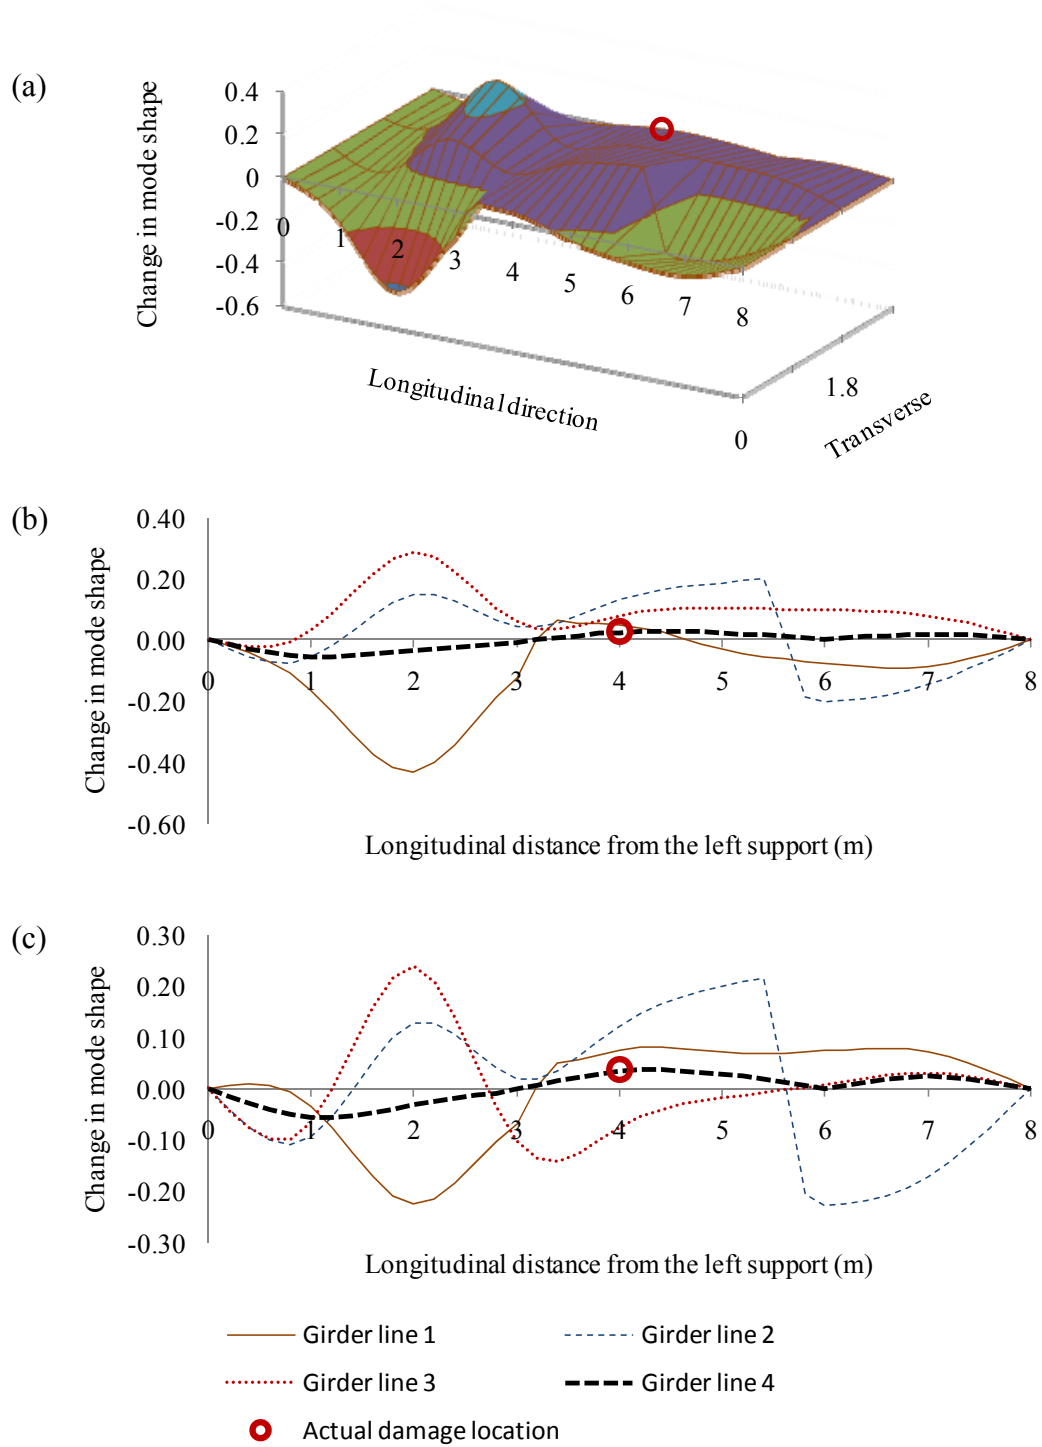 (a)
Change in mode shape
0.4
0.2
0
-0.2
-0.4
-0.6
0
1
2
3
4
5
6
7
8
Longitudinal direction
0
1.8
Transverse
(b)
Change in mode shape
0.40
0.20
0.00
-0.20
-0.40
-0.60
0 1 2 3 4 5 6 7 8
Longitudinal distance from the left support (m)
(c)
Change in mode shape
0.30
0.20
0.10
0.00
-0.10
-0.20
-0.30
0 1 2 3 4 5 6 7 8
Longitudinal distance from the left support (m)
Girder line 1 Girder line 2
Girder line 3 Girder line 4
Actual damage location